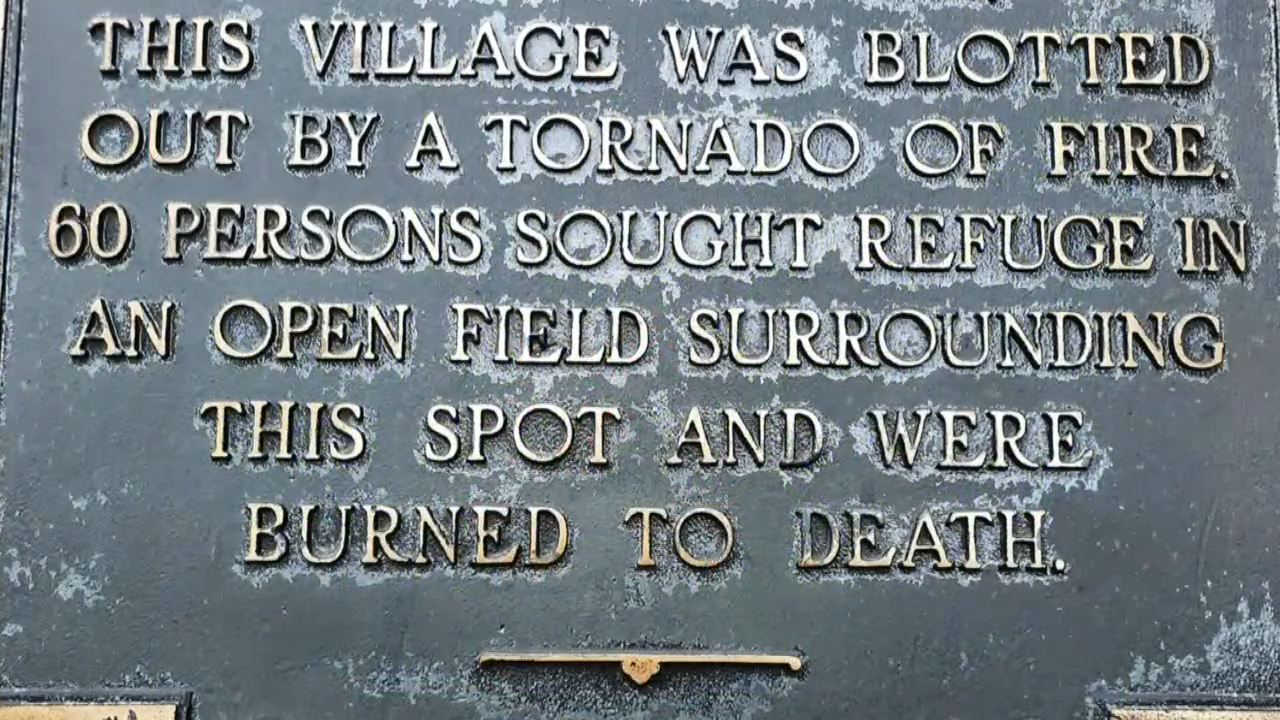 THIS VILLAGE WAS BLOTTED
OUT BY A TORNADO OF FIRE.
60 PERSONS SOUGHT REFUGE IN
AN OPEN FIELD SURROUNDING
THIS SPOT AND WERE
BURNED TO DEATH.